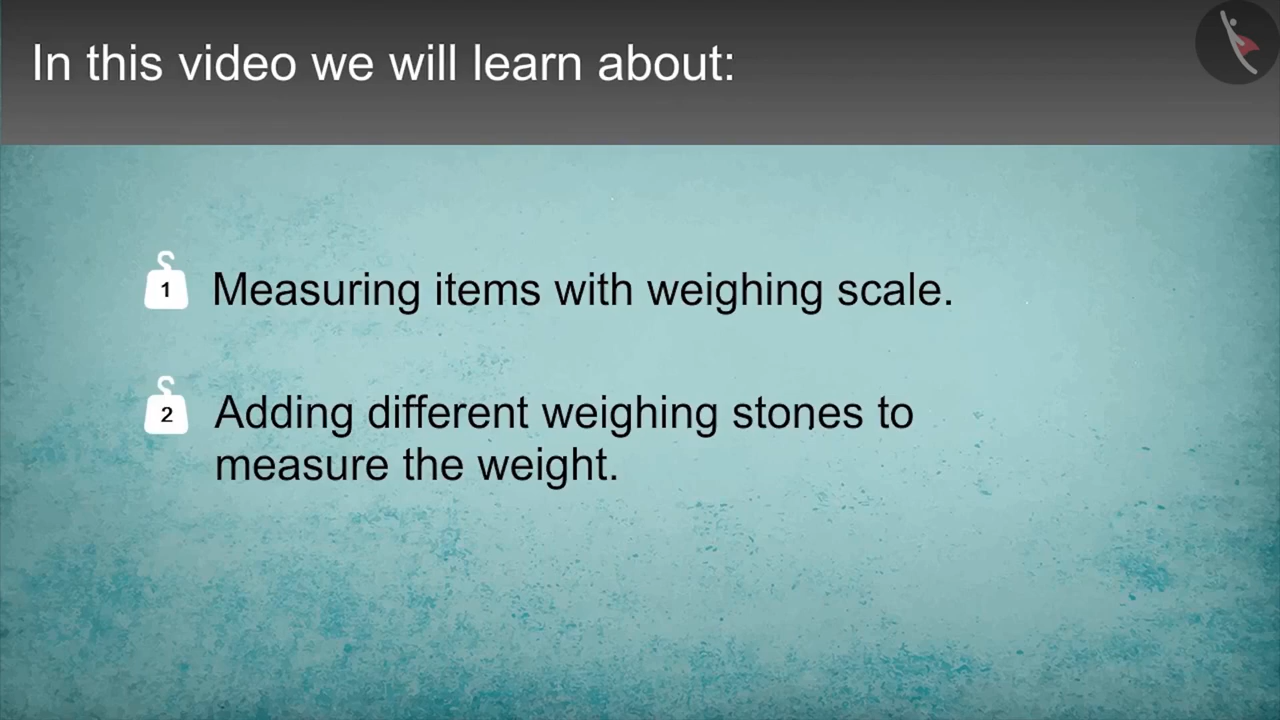 In this video we will learn about:
1 Measuring items with weighing scale.
2 Adding different weighing stones to
measure the weight.